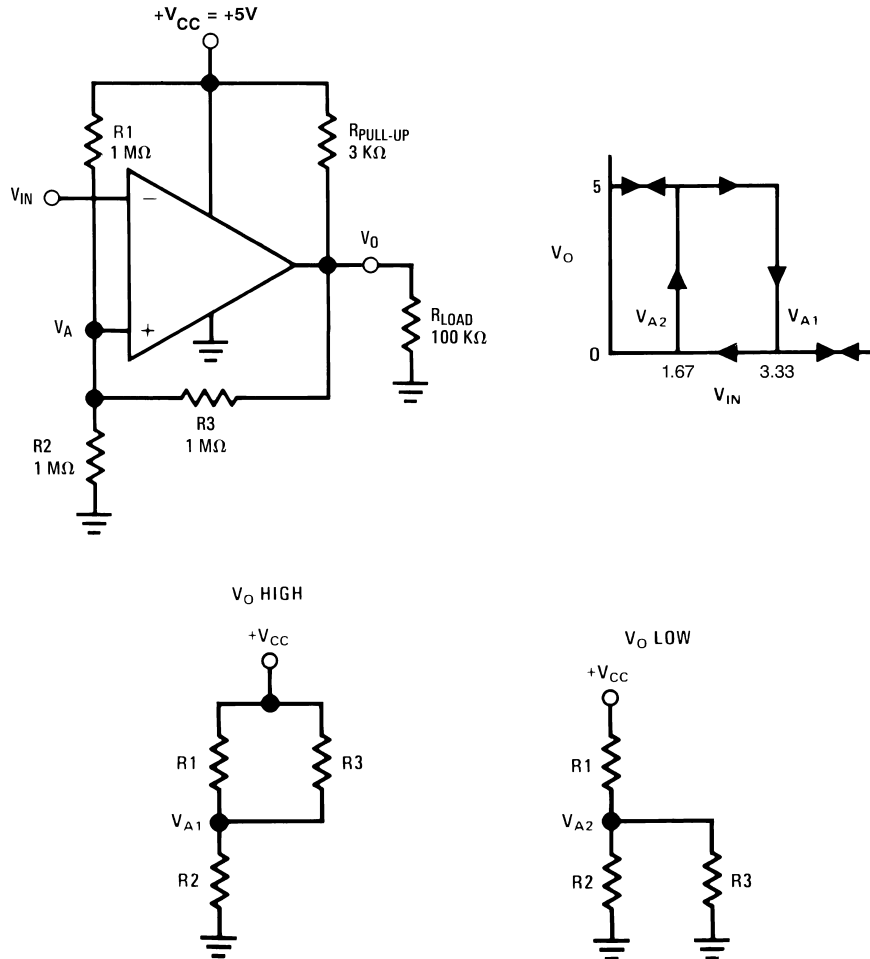 +VCC = +5V
R1
1 MΩ
RPULL-UP
3 KΩ
VIN
−
VO
VA
+
RLOAD
100 KΩ
R3
1 MΩ
R2
1 MΩ
5
VO
VA2
VA1
0
1.67
3.33
VIN
VO HIGH
+VCC
R1
R3
VA1
R2
VO LOW
+VCC
R1
VA2
R2
R3